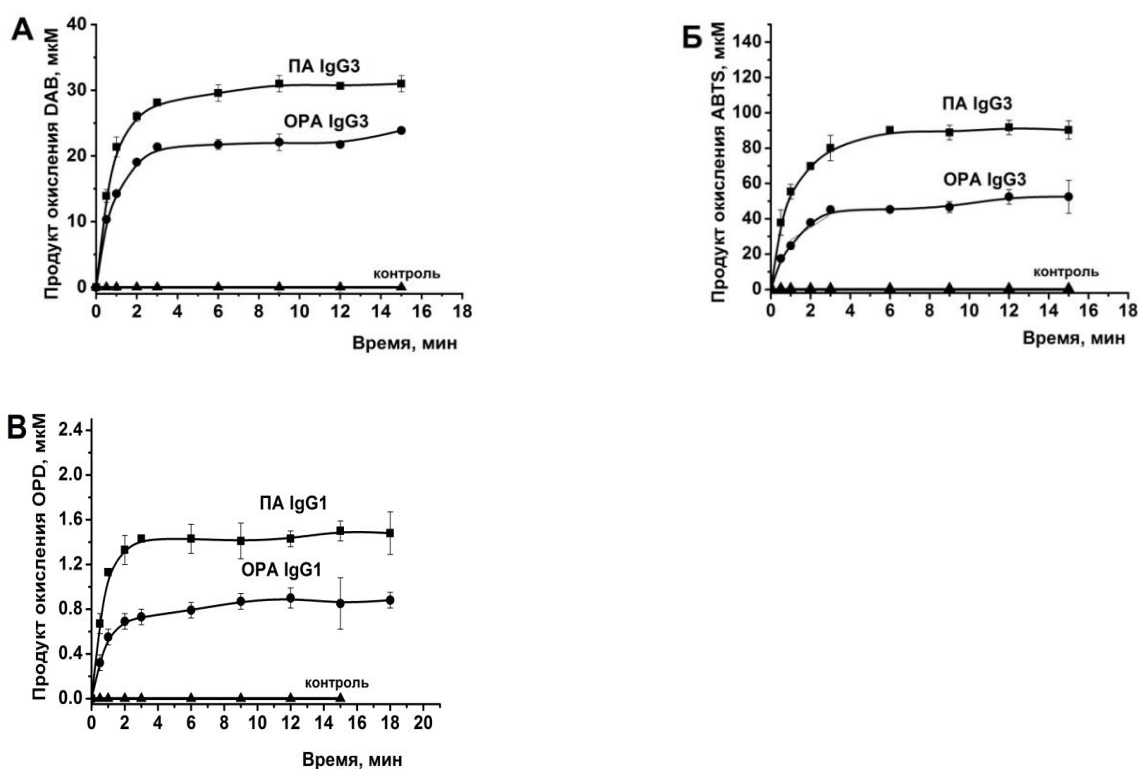 А
Продукт окисления DAB, мкМ
40
30
20
10
0
ПА IgG3
ОРА IgG3
контроль
0 2 4 6 8 10 12 14 16 18
Время, мин
Б
Продукт окисления ABTS, мкМ
140
120
100
80
60
40
20
0
ПА IgG3
ОРА IgG3
контроль
0 2 4 6 8 10 12 14 16 18
Время, мин
В
Продукт окисления OPD, мкМ
2.4
2.0
1.6
1.2
0.8
0.4
0.0
ПА IgG1
ОРА IgG1
контроль
0 2 4 6 8 10 12 14 16 18 20
Время, мин